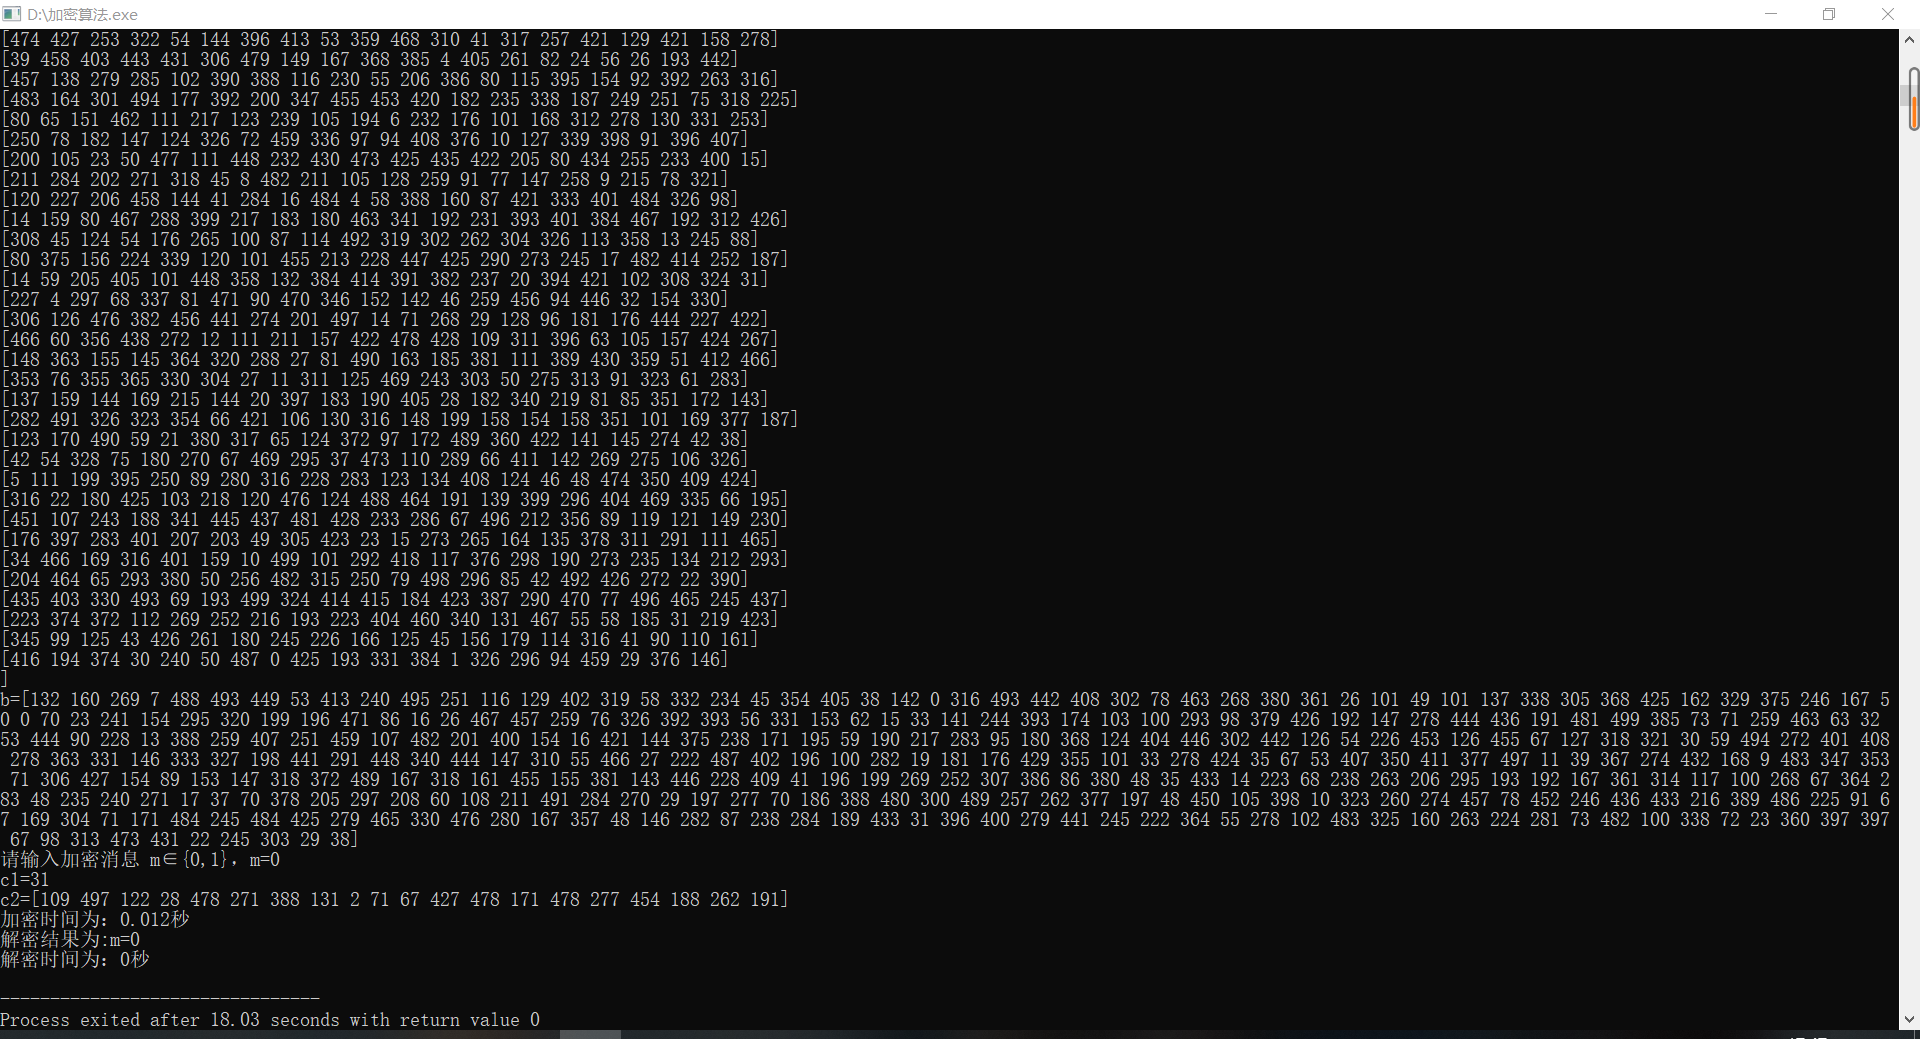 D:\加密算法.exe
[474 427 253 322 54 144 396 413 53 359 468 310 41 317 257 421 129 421 158 278]
[39 458 403 443 431 306 479 149 167 368 385 4 405 261 82 24 56 26 193 442]
[457 138 279 285 102 390 388 116 230 55 206 386 80 115 395 154 92 392 263 316]
[483 164 301 494 177 392 200 347 455 453 420 182 235 338 187 249 251 75 318 225]
[80 65 151 462 111 217 123 239 105 194 6 232 176 101 168 312 278 130 331 253]
[250 78 182 147 124 326 72 459 336 97 94 408 376 10 127 339 398 91 396 407]
[200 105 23 50 477 111 448 232 430 473 425 435 422 205 80 434 255 233 400 15]
[211 284 202 271 318 45 8 482 211 105 128 259 91 77 147 258 9 215 78 321]
[120 227 206 458 144 41 284 16 484 4 58 388 160 87 421 333 401 484 326 98]
[14 159 80 467 288 399 217 183 180 463 341 192 231 393 401 384 467 192 312 426]
[308 45 124 54 176 265 100 87 114 492 319 302 262 304 326 113 358 13 245 88]
[80 375 156 224 339 120 101 455 213 228 447 425 290 273 245 17 482 414 252 187]
[14 59 205 405 101 448 358 132 384 414 391 382 237 20 394 421 102 308 324 31]
[227 4 297 68 337 81 471 90 470 346 152 142 46 259 456 94 446 32 154 330]
[306 126 476 382 456 441 274 201 497 14 71 268 29 128 96 181 176 444 227 422]
[466 60 356 438 272 12 111 211 157 422 478 428 109 311 396 63 105 157 424 267]
[148 363 155 145 364 320 288 27 81 490 163 185 381 111 389 430 359 51 412 466]
[353 76 355 365 330 304 27 11 311 125 469 243 303 50 275 313 91 323 61 283]
[137 159 144 169 215 144 20 397 183 190 405 28 182 340 219 81 85 351 172 143]
[282 491 326 323 354 66 421 106 130 316 148 199 158 154 158 351 101 169 377 187]
[123 170 490 59 21 380 317 65 124 372 97 172 489 360 422 141 145 274 42 38]
[42 54 328 75 180 270 67 469 295 37 473 110 289 66 411 142 269 275 106 326]
[5 111 199 395 250 89 280 316 228 283 123 134 408 124 46 48 474 350 409 424]
[316 22 180 425 103 218 120 476 124 488 464 191 139 399 296 404 469 335 66 195]
[451 107 243 188 341 445 437 481 428 233 286 67 496 212 356 89 119 121 149 230]
[176 397 283 401 207 203 49 305 423 23 15 273 265 164 135 378 311 291 111 465]
[34 466 169 316 401 159 10 499 101 292 418 117 376 298 190 273 235 134 212 293]
[204 464 65 293 380 50 256 482 315 250 79 498 296 85 42 492 426 272 22 390]
[435 403 330 493 69 193 499 324 414 415 184 423 387 290 470 77 496 465 245 437]
[223 374 372 112 269 252 216 193 223 404 460 340 131 467 55 58 185 31 219 423]
[345 99 125 43 426 261 180 245 226 166 125 45 156 179 114 316 41 90 110 161]
[416 194 374 30 240 50 487 0 425 193 331 384 1 326 296 94 459 29 376 146]
]
b=[132 160 269 7 488 493 449 53 413 240 495 251 116 129 402 319 58 332 234 45 354 405 38 142 0 316 493 442 408 302 78 463 268 380 361 26 101 49 101 137 338 305 368 425 162 329 375 246 167 5
0 0 70 23 241 154 295 320 199 196 471 86 16 26 467 457 259 76 326 392 393 56 331 153 62 15 33 141 244 393 174 103 100 293 98 379 426 192 147 278 444 436 191 481 499 385 73 71 259 463 63 32
53 444 90 228 13 388 259 407 251 459 107 482 201 400 154 16 421 144 375 238 171 195 59 190 217 283 95 180 368 124 404 446 302 442 126 54 226 453 126 455 67 127 318 321 30 59 494 272 401 408
278 363 331 146 333 327 198 441 291 448 340 444 147 310 55 466 27 222 487 402 196 100 282 19 181 176 429 355 101 33 278 424 35 67 53 407 350 411 377 497 11 39 367 274 432 168 9 483 347 353
71 306 427 154 89 153 147 318 372 489 167 318 161 455 155 381 143 446 228 409 41 196 199 269 252 307 386 86 380 48 35 433 14 223 68 238 263 206 295 193 192 167 361 314 117 100 268 67 364 2
83 48 235 240 271 17 37 70 378 205 297 208 60 108 211 491 284 270 29 197 277 70 186 388 480 300 489 257 262 377 197 48 450 105 398 10 323 260 274 457 78 452 246 436 433 216 389 486 225 91 6
7 169 304 71 171 484 245 484 425 279 465 330 476 280 167 357 48 146 282 87 238 284 189 433 31 396 400 279 441 245 222 364 55 278 102 483 325 160 263 224 281 73 482 100 338 72 23 360 397 397
67 98 313 473 431 22 245 303 29 38]
请输入加密消息 m∈{0,1}，m=0
c1=31
c2=[109 497 122 28 478 271 388 131 2 71 67 427 478 171 478 277 454 188 262 191]
加密时间为：0.012秒
解密结果为:m=0
解密时间为：0秒
--------------------------------
Process exited after 18.03 seconds with return value 0